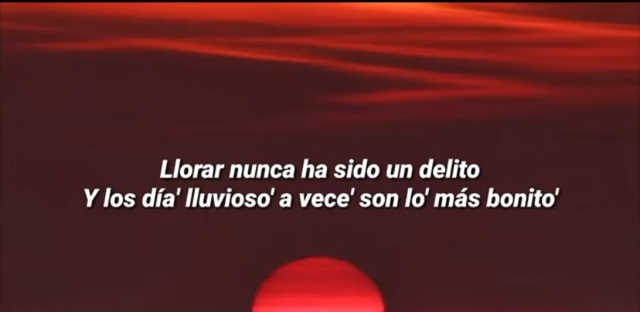 Llorar nunca ha sido un delito
Y los día' lluvioso' a vece' son lo' más bonito'